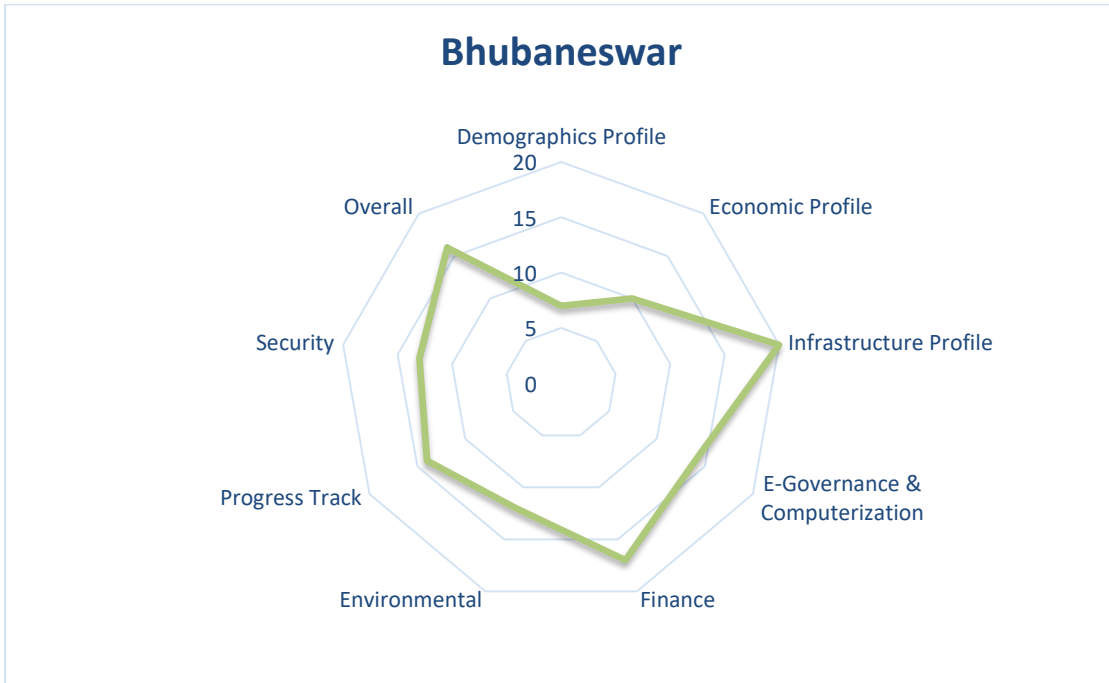 Bhubaneswar
Demographics Profile
20
Overall
Economic Profile
15
10
Security
5
Infrastructure Profile
0
Progress Track
E-Governance &
Computerization
Environmental
Finance